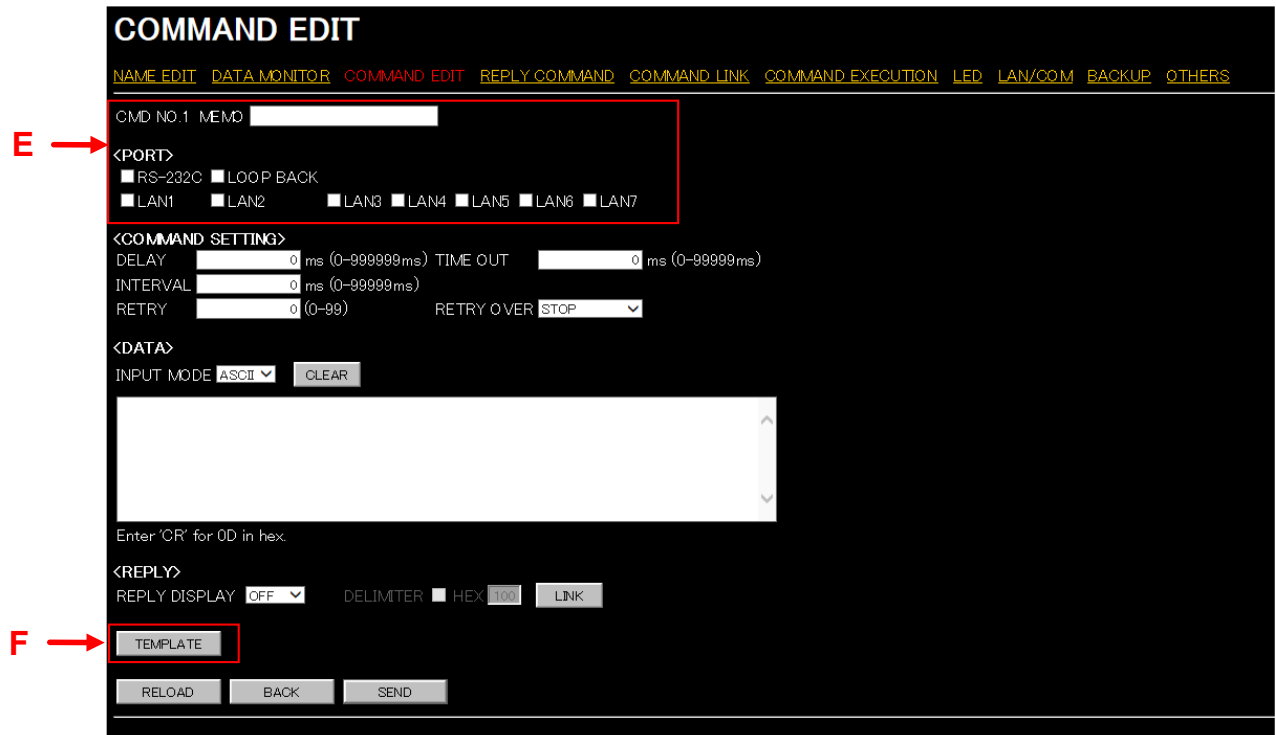 COMMAND EDIT
NAME EDIT DATA MONITOR COMMAND EDIT REPLY COMMAND COMMAND LINK COMMAND EXECUTION LED LAN/COM BACKUP OTHERS
CMD NO.1 MEMO
E
<PORT>
RS-232C LOOP BACK
LAN1 LAN2 LAN3 LAN4 LAN5 LAN6 LAN7
<COMMAND SETTING>
DELAY 0 ms (0-999999ms) TIME OUT 0 ms (0-99999ms)
INTERVAL 0 ms (0-99999ms)
RETRY 0 (0-99) RETRY OVER STOP
<DATA>
INPUT MODE ASCII CLEAR
Enter 'CR' for 0D in hex.
<REPLY>
REPLY DISPLAY OFF DELIMITER HEX 100 LINK
F
TEMPLATE
RELOAD BACK SEND